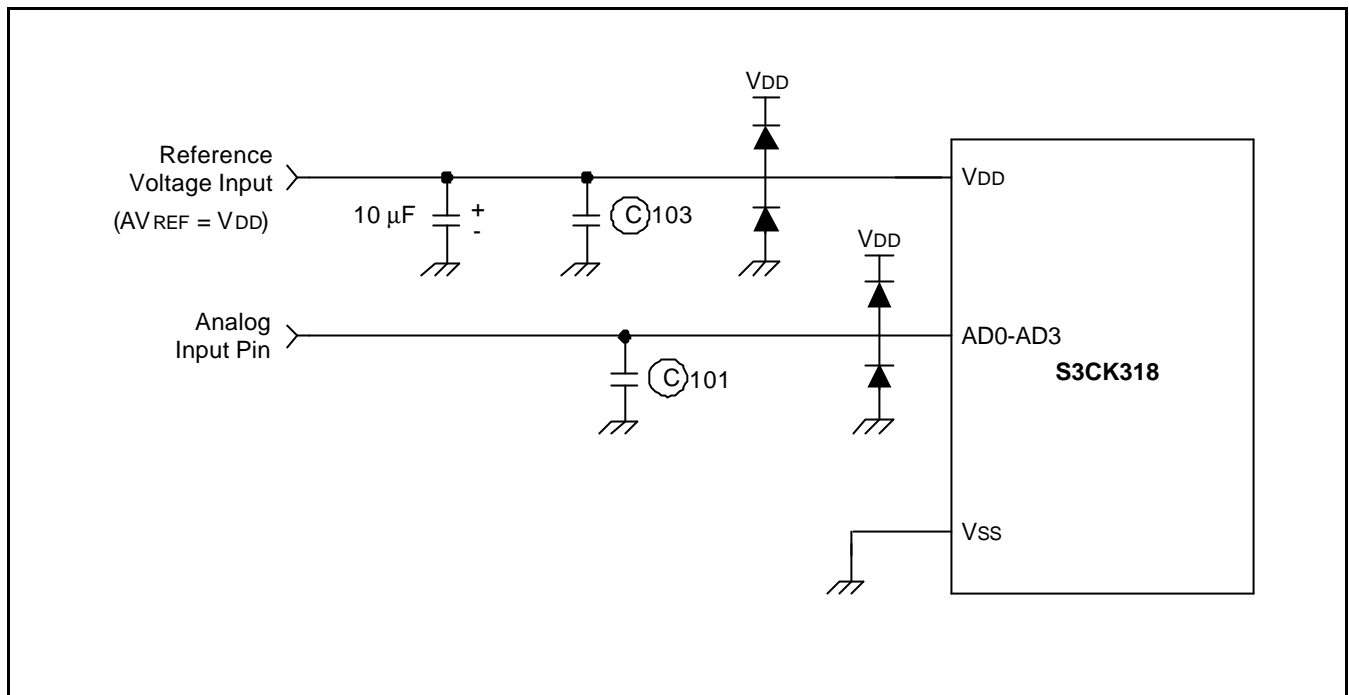 VDD
Reference
Voltage Input
(AVREF = VDD)
10 μF
+
-
C 103
VDD
VDD
Analog
Input Pin
C 101
AD0-AD3
S3CK318
VSS